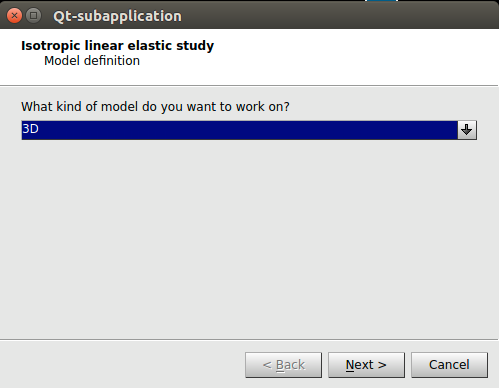 Qt-subapplication
Isotropic linear elastic study
Model definition
What kind of model do you want to work on?
3D
< Back
Next >
Cancel